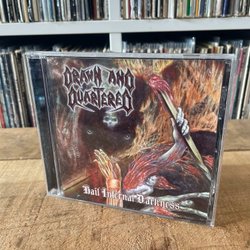 DRAWN AND
QUARTERED
Hail Infernal Darkness